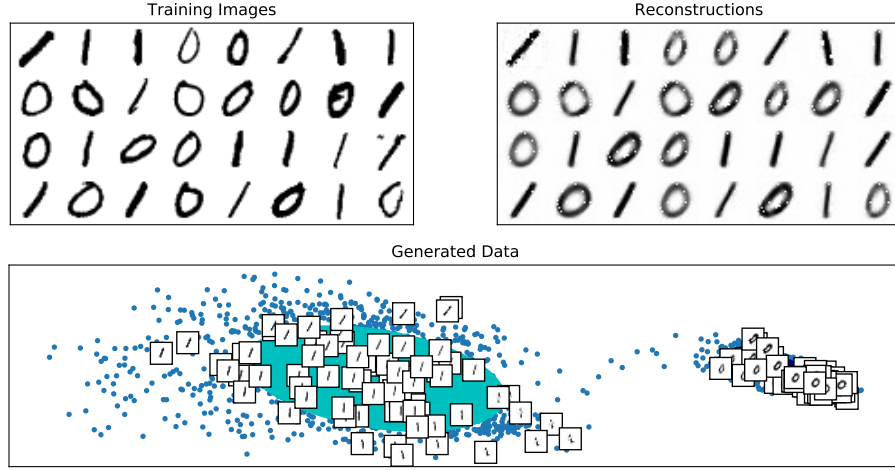 Training Images
Reconstructions
Generated Data